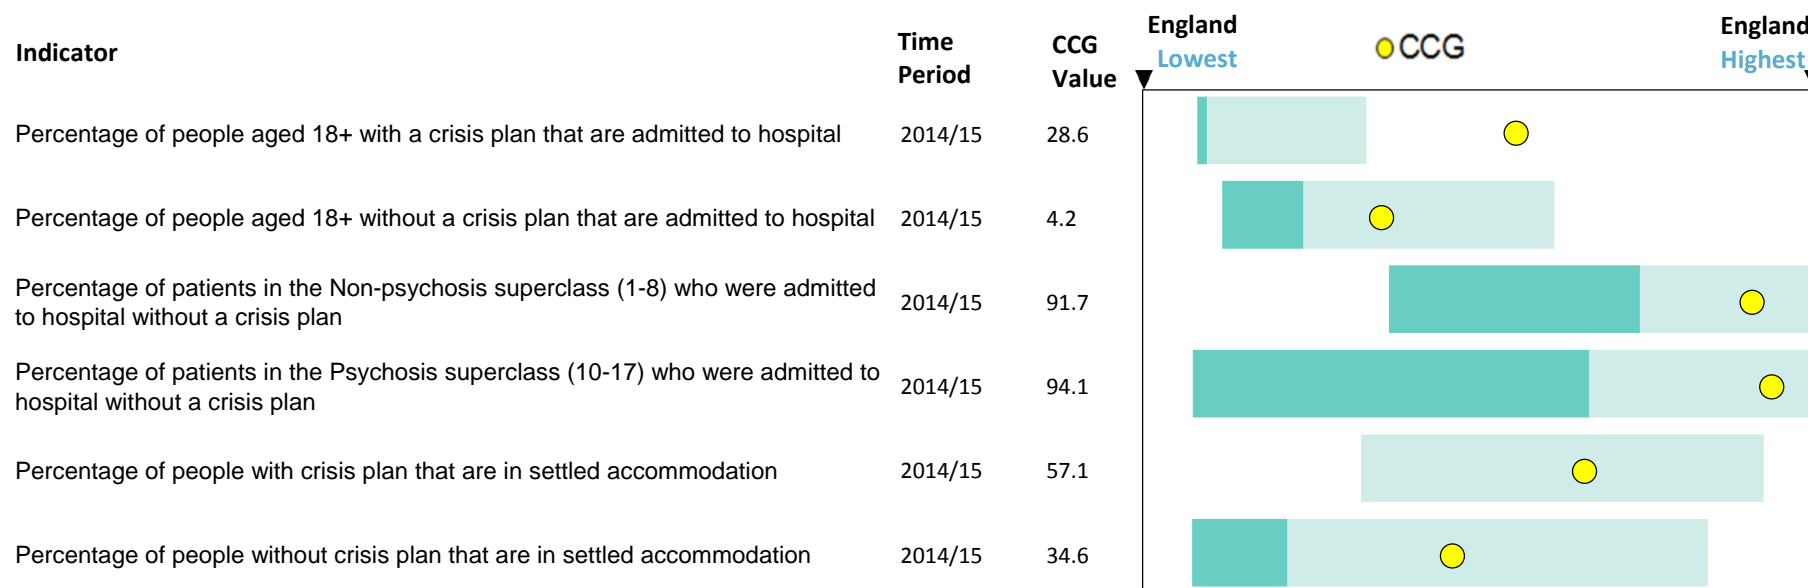 Indicator
Time
Period
CCG
Value
England
Lowest
CCG
England
Highest
Percentage of people aged 18+ with a crisis plan that are admitted to hospital 2014/15 28.6
Percentage of people aged 18+ without a crisis plan that are admitted to hospital 2014/15 4.2
Percentage of patients in the Non-psychosis superclass (1-8) who were admitted
to hospital without a crisis plan
2014/15 91.7
Percentage of patients in the Psychosis superclass (10-17) who were admitted to
hospital without a crisis plan
2014/15 94.1
Percentage of people with crisis plan that are in settled accommodation 2014/15 57.1
Percentage of people without crisis plan that are in settled accommodation 2014/15 34.6